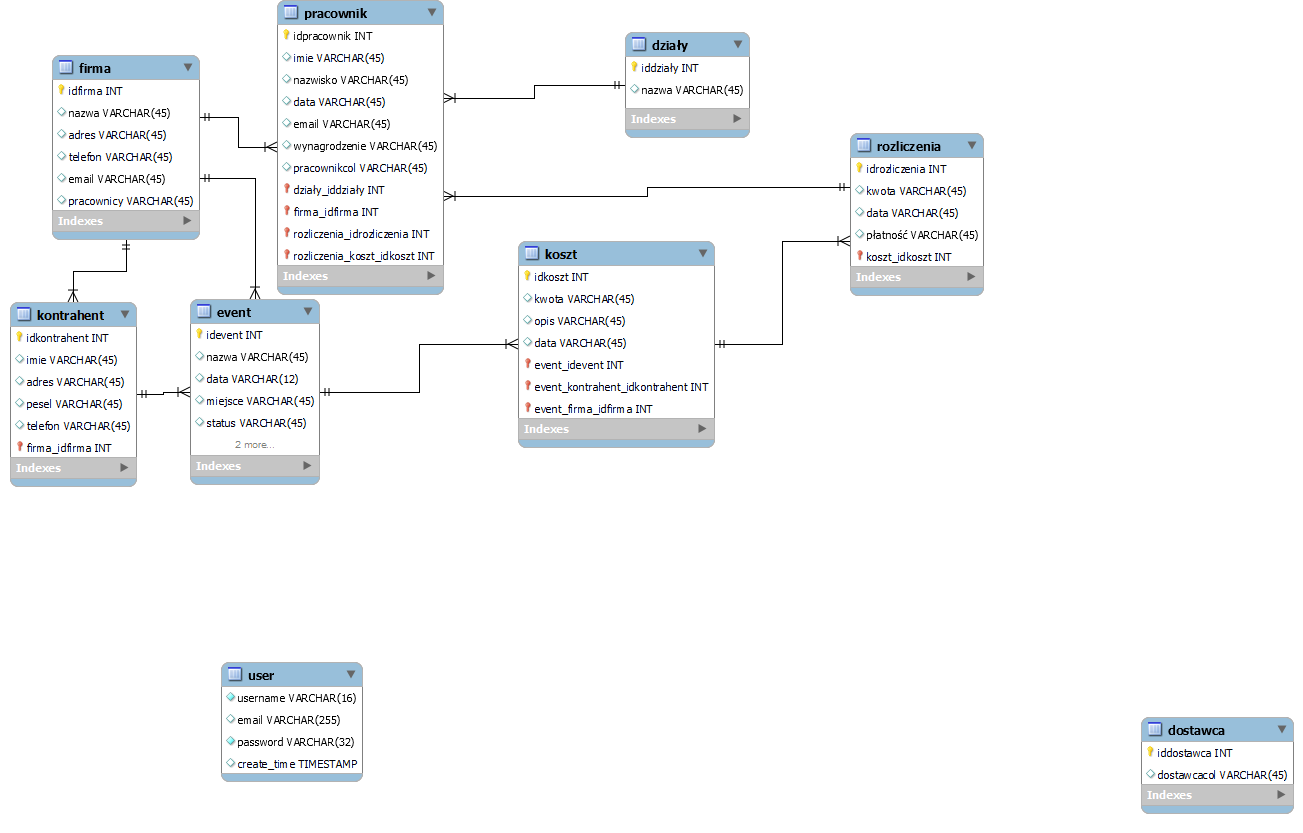 pracownik
idpracownik INT
imie VARCHAR(45)
nazwisko VARCHAR(45)
data VARCHAR(45)
email VARCHAR(45)
wynagrodzenie VARCHAR(45)
pracownikcol VARCHAR(45)
działy_iddziały INT
firma_idfirma INT
rozliczenia_idrozliczenia INT
rozliczenia_koszt_idkoszt INT
Indexes
działy
iddziały INT
nazwa VARCHAR(45)
Indexes
firma
idfirma INT
nazwa VARCHAR(45)
adres VARCHAR(45)
telefon VARCHAR(45)
email VARCHAR(45)
pracownicy VARCHAR(45)
Indexes
rozliczenia
idrozliczenia INT
kwota VARCHAR(45)
data VARCHAR(45)
płatność VARCHAR(45)
koszt_idkoszt INT
Indexes
koszt
idkoszt INT
kwota VARCHAR(45)
opis VARCHAR(45)
data VARCHAR(45)
event_idevent INT
event_kontrahent_idkontrahent INT
event_firma_idfirma INT
Indexes
kontrahent
idkontrahent INT
imie VARCHAR(45)
adres VARCHAR(45)
pesel VARCHAR(45)
telefon VARCHAR(45)
firma_idfirma INT
Indexes
event
idevent INT
nazwa VARCHAR(45)
data VARCHAR(12)
miejsce VARCHAR(45)
status VARCHAR(45)
2 more...
Indexes
user
username VARCHAR(16)
email VARCHAR(255)
password VARCHAR(32)
create_time TIMESTAMP
dostawca
iddostawca INT
dostawcacol VARCHAR(45)
Indexes